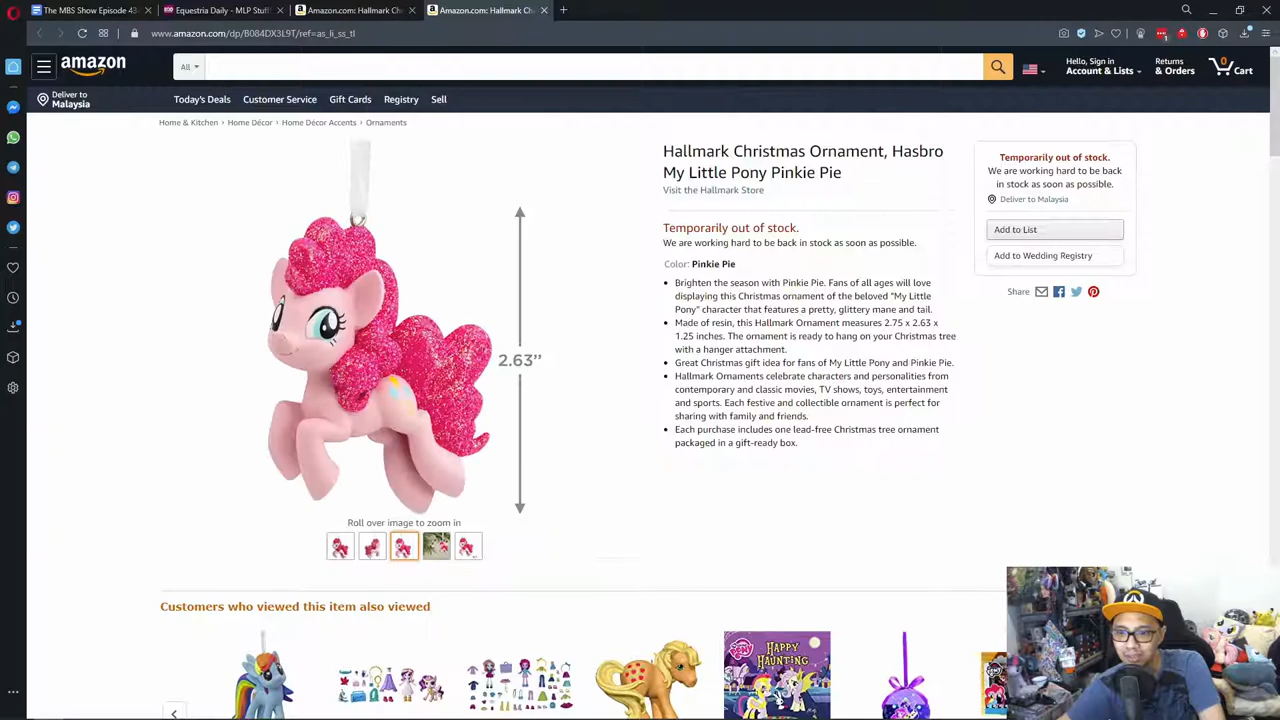 The MBS Show Episode 43
Equestria Daily - MLP Stuff
Amazon.com: Hallmark Ch
Amazon.com: Hallmark Ch
www.amazon.com/dp/B084DX3L9T/ref=as_li_ss_tl
amazon
All
Hello, Sign in
Account & Lists
Returns
& Orders
0
Cart
Deliver to
Malaysia
Today's Deals
Customer Service
Gift Cards
Registry
Sell
Home & Kitchen › Home Décor › Home Décor Accents › Ornaments
2.63”
Roll over image to zoom in
Hallmark Christmas Ornament, Hasbro
My Little Pony Pinkie Pie
Visit the Hallmark Store
Temporarily out of stock.
We are working hard to be back in stock as soon as possible.
Color: Pinkie Pie
• Brighten the season with Pinkie Pie. Fans of all ages will love
displaying this Christmas ornament of the beloved "My Little
Pony" character that features a pretty, glittery mane and tail.
• Made of resin, this Hallmark Ornament measures 2.75 x 2.63 x
1.25 inches. The ornament is ready to hang on your Christmas tree
with a hanger attachment.
• Great Christmas gift idea for fans of My Little Pony and Pinkie Pie.
• Hallmark Ornaments celebrate characters and personalities from
contemporary and classic movies, TV shows, toys, entertainment
and sports. Each festive and collectible ornament is perfect for
sharing with family and friends.
• Each purchase includes one lead-free Christmas tree ornament
packaged in a gift-ready box.
Temporarily out of stock.
We are working hard to be back
in stock as soon as possible.
Deliver to Malaysia
Add to List
Add to Wedding Registry
Share
Customers who viewed this item also viewed
HAPPY
HAUNTING